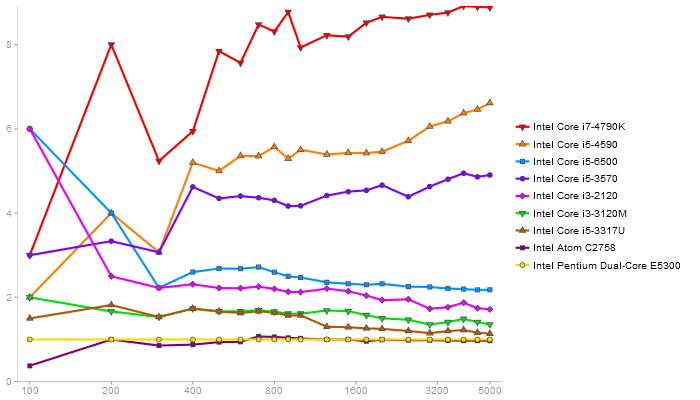 8
6
4
2
0
100 200 400 800 1600 3200 5000
Intel Core i7-4790K
Intel Core i5-4590
Intel Core i5-6500
Intel Core i5-3570
Intel Core i3-2120
Intel Core i3-3120M
Intel Core i5-3317U
Intel Atom C2758
Intel Pentium Dual-Core E5300